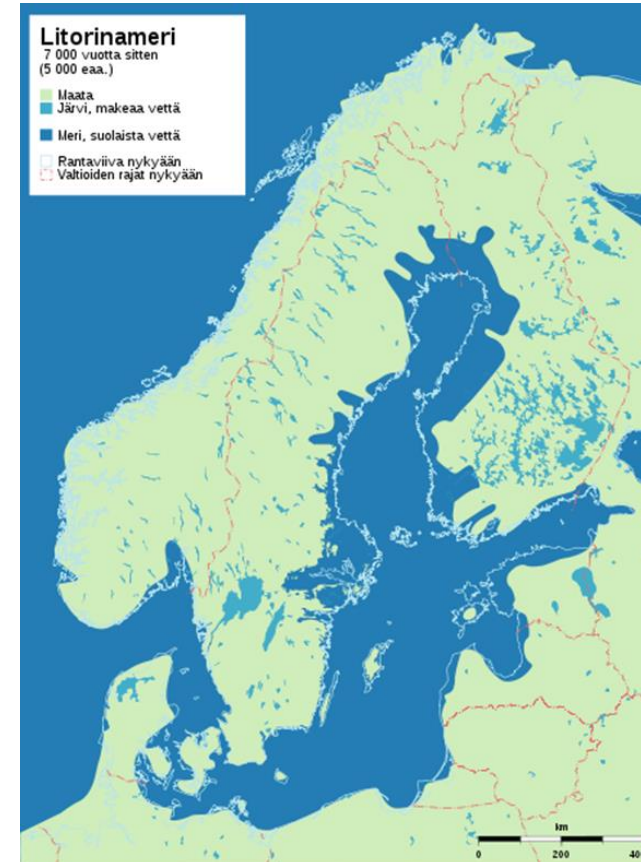 Litorinameri
7 000 vuotta sitten
(5 000 eaa.)
Maata
Järvi, makeaa vettä
Meri, suolaista vettä
Rantaviiva nykyään
Valtioiden rajat nykyään
km
0 200 400